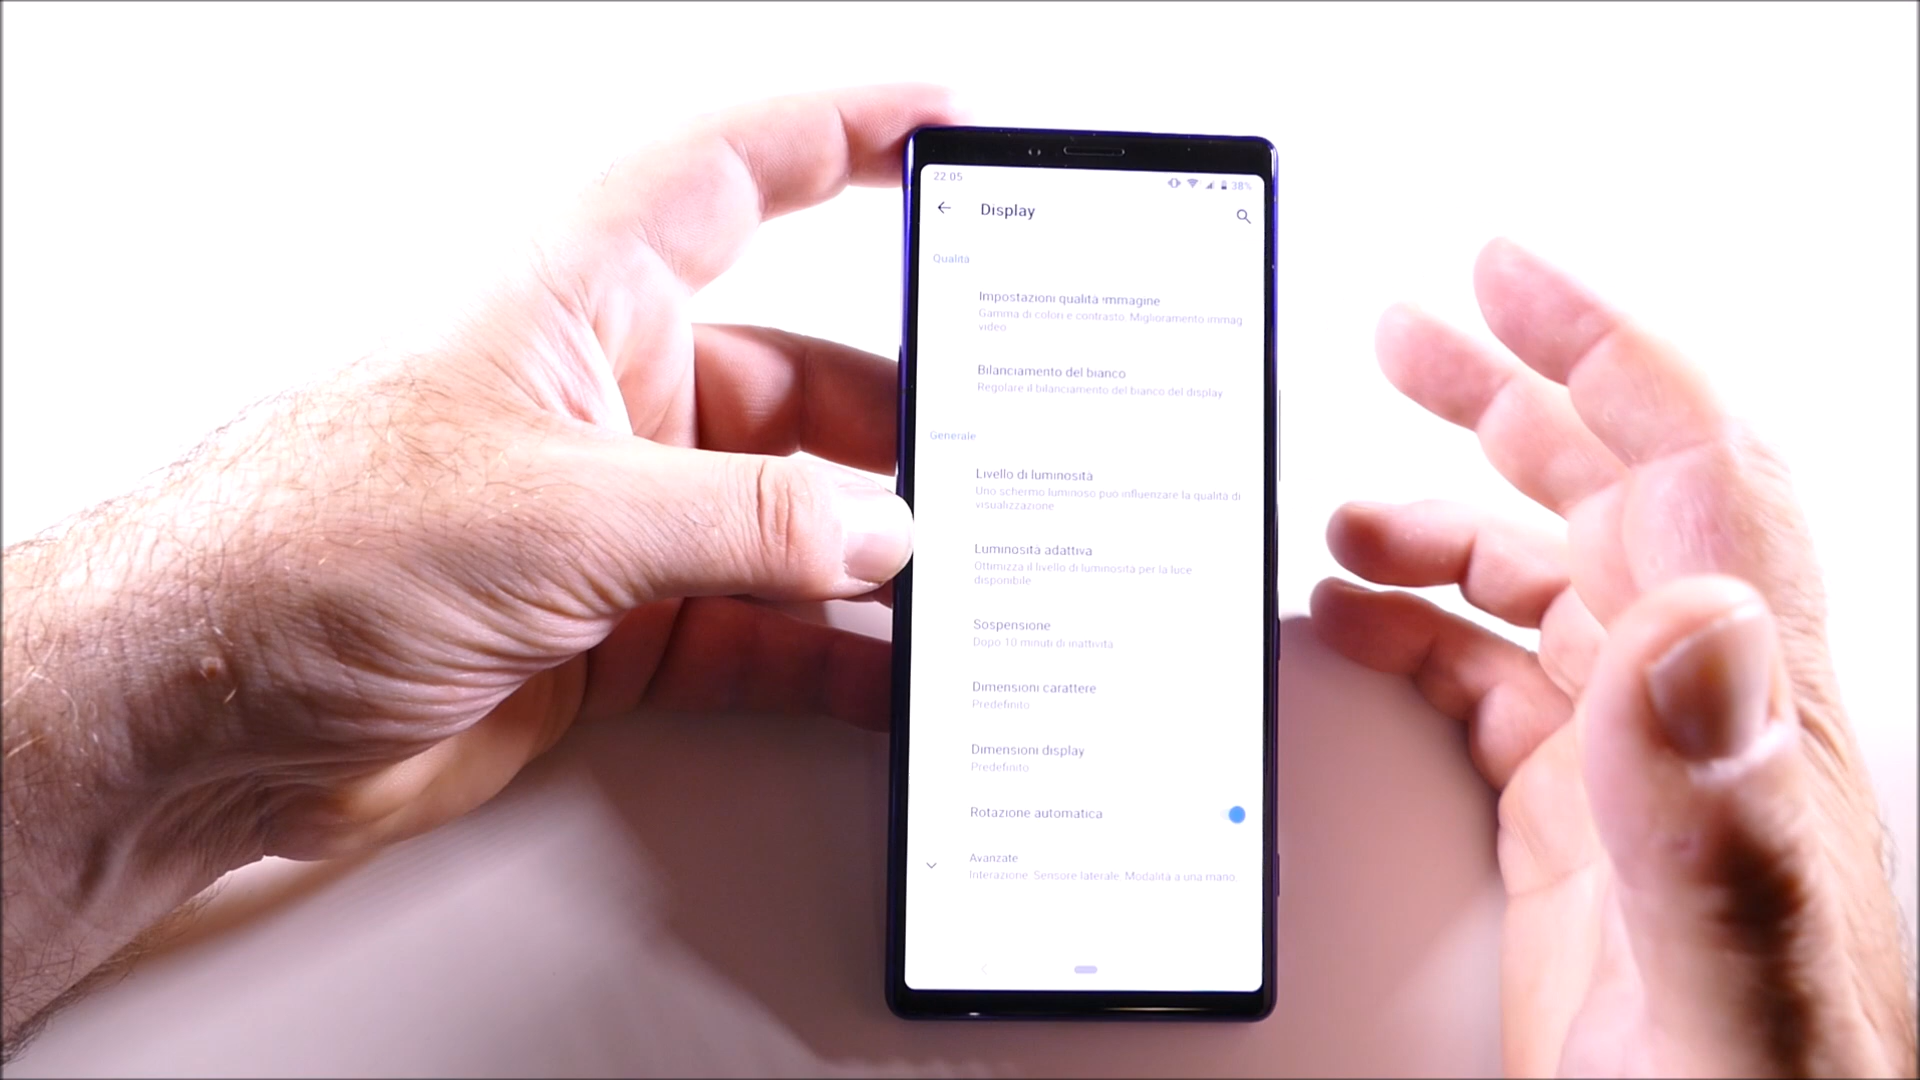 22:05
38%
Display
Qualità
Impostazioni qualità immagine
Gamma di colori e contrasto. Miglioramento immag
video
Bilanciamento del bianco
Regolare il bilanciamento del bianco del display
Generale
Livello di luminosità
Uno schermo luminoso può influenzare la qualità di
visualizzazione
Luminosità adattiva
Ottimizza il livello di luminosità per la luce
disponibile
Sospensione
Dopo 10 minuti di inattività
Dimensioni carattere
Predefinito
Dimensioni display
Predefinito
Rotazione automatica
Avanzate
Interazione. Sensore laterale. Modalità a una mano.